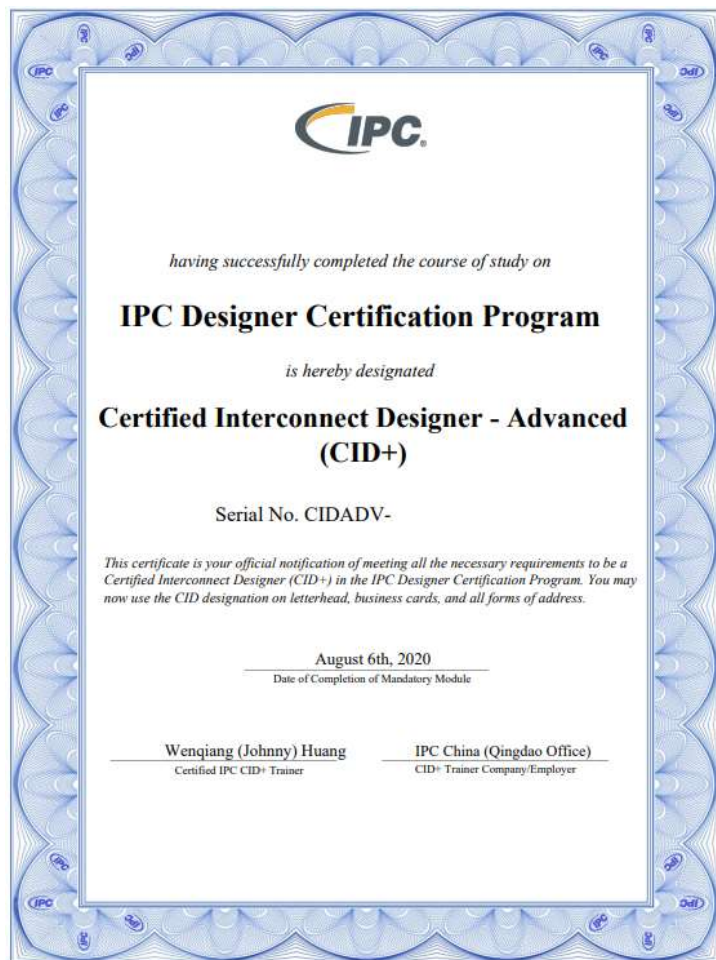 IPC®
having successfully completed the course of study on
IPC Designer Certification Program
is hereby designated
Certified Interconnect Designer - Advanced
(CID+)
Serial No. CIDADV-
This certificate is your official notification of meeting all the necessary requirements to be a
Certified Interconnect Designer (CID+) in the IPC Designer Certification Program. You may
now use the CID designation on letterhead, business cards, and all forms of address.
August 6th, 2020
Date of Completion of Mandatory Module
Wenqiang (Johnny) Huang
Certified IPC CID+ Trainer
IPC China (Qingdao Office)
CID+ Trainer Company/Employer